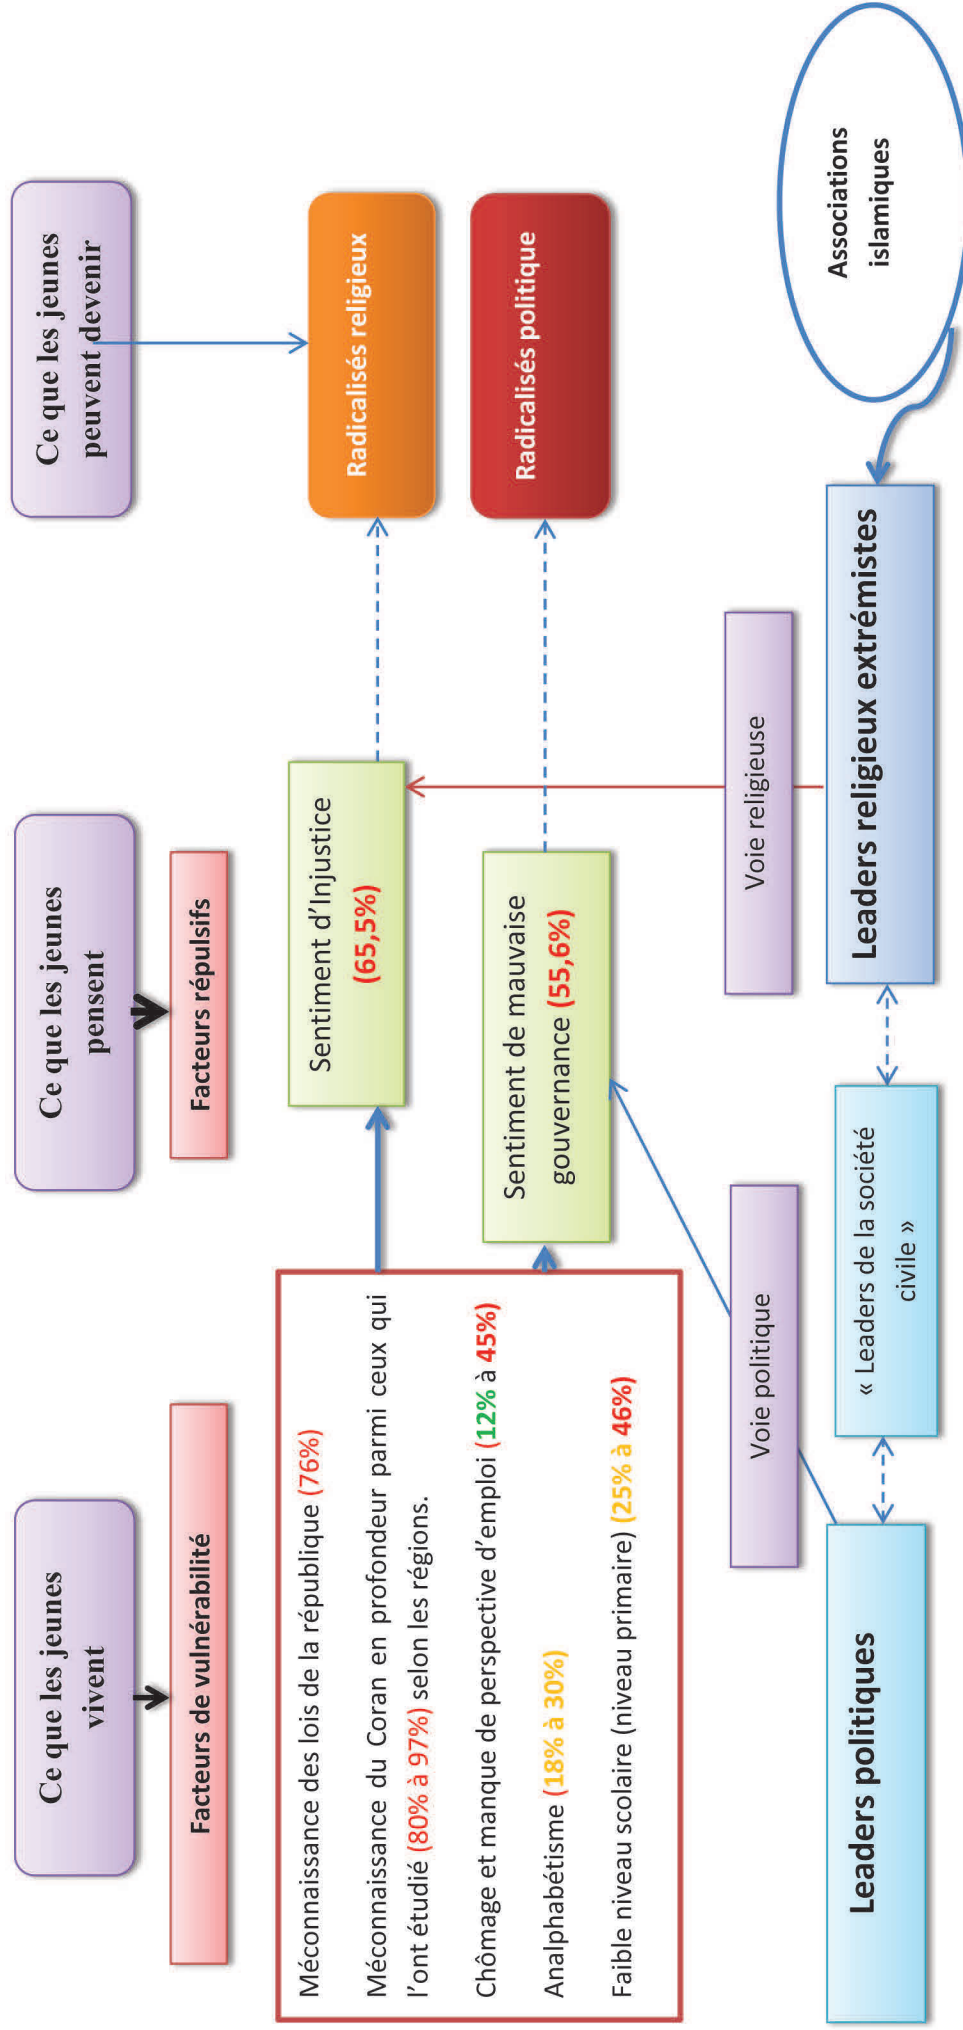 Ce que les jeunes
vivent
Facteurs de vulnérabilité
Méconnaissance des lois de la république (76%)
Méconnaissance du Coran en profondeur parmi ceux qui
l'ont étudié (80% à 97%) selon les régions.
Chômage et manque de perspective d'emploi (12% à 45%)
Analphabétisme (18% à 30%)
Faible niveau scolaire (niveau primaire) (25% à 46%)
Ce que les jeunes
pensent
Facteurs répulsifs
Sentiment d'Injustice
(65,5%)
Sentiment de mauvaise
gouvernance (55,6%)
Ce que les jeunes
peuvent devenir
Radicalisés religieux
Radicalisés politique
Voie politique
Voie religieuse
Leaders politiques
« Leaders de la société
civile »
Leaders religieux extrémistes
Associations
islamiques